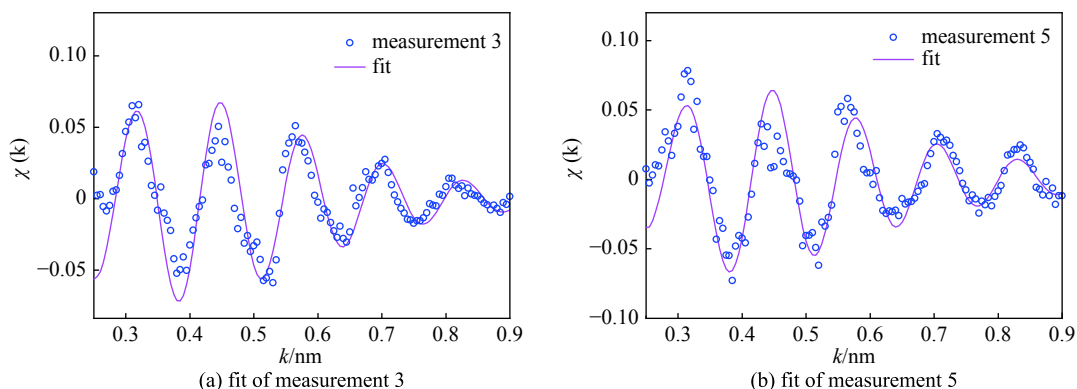 0.10
0.05
0
−0.05
χ (k)
measurement 3
fit
0.3 0.4 0.5 0.6 0.7 0.8 0.9
k/nm
(a) fit of measurement 3
0.10
0.05
0
−0.05
−0.10
χ (k)
measurement 5
fit
0.3 0.4 0.5 0.6 0.7 0.8 0.9
k/nm
(b) fit of measurement 5